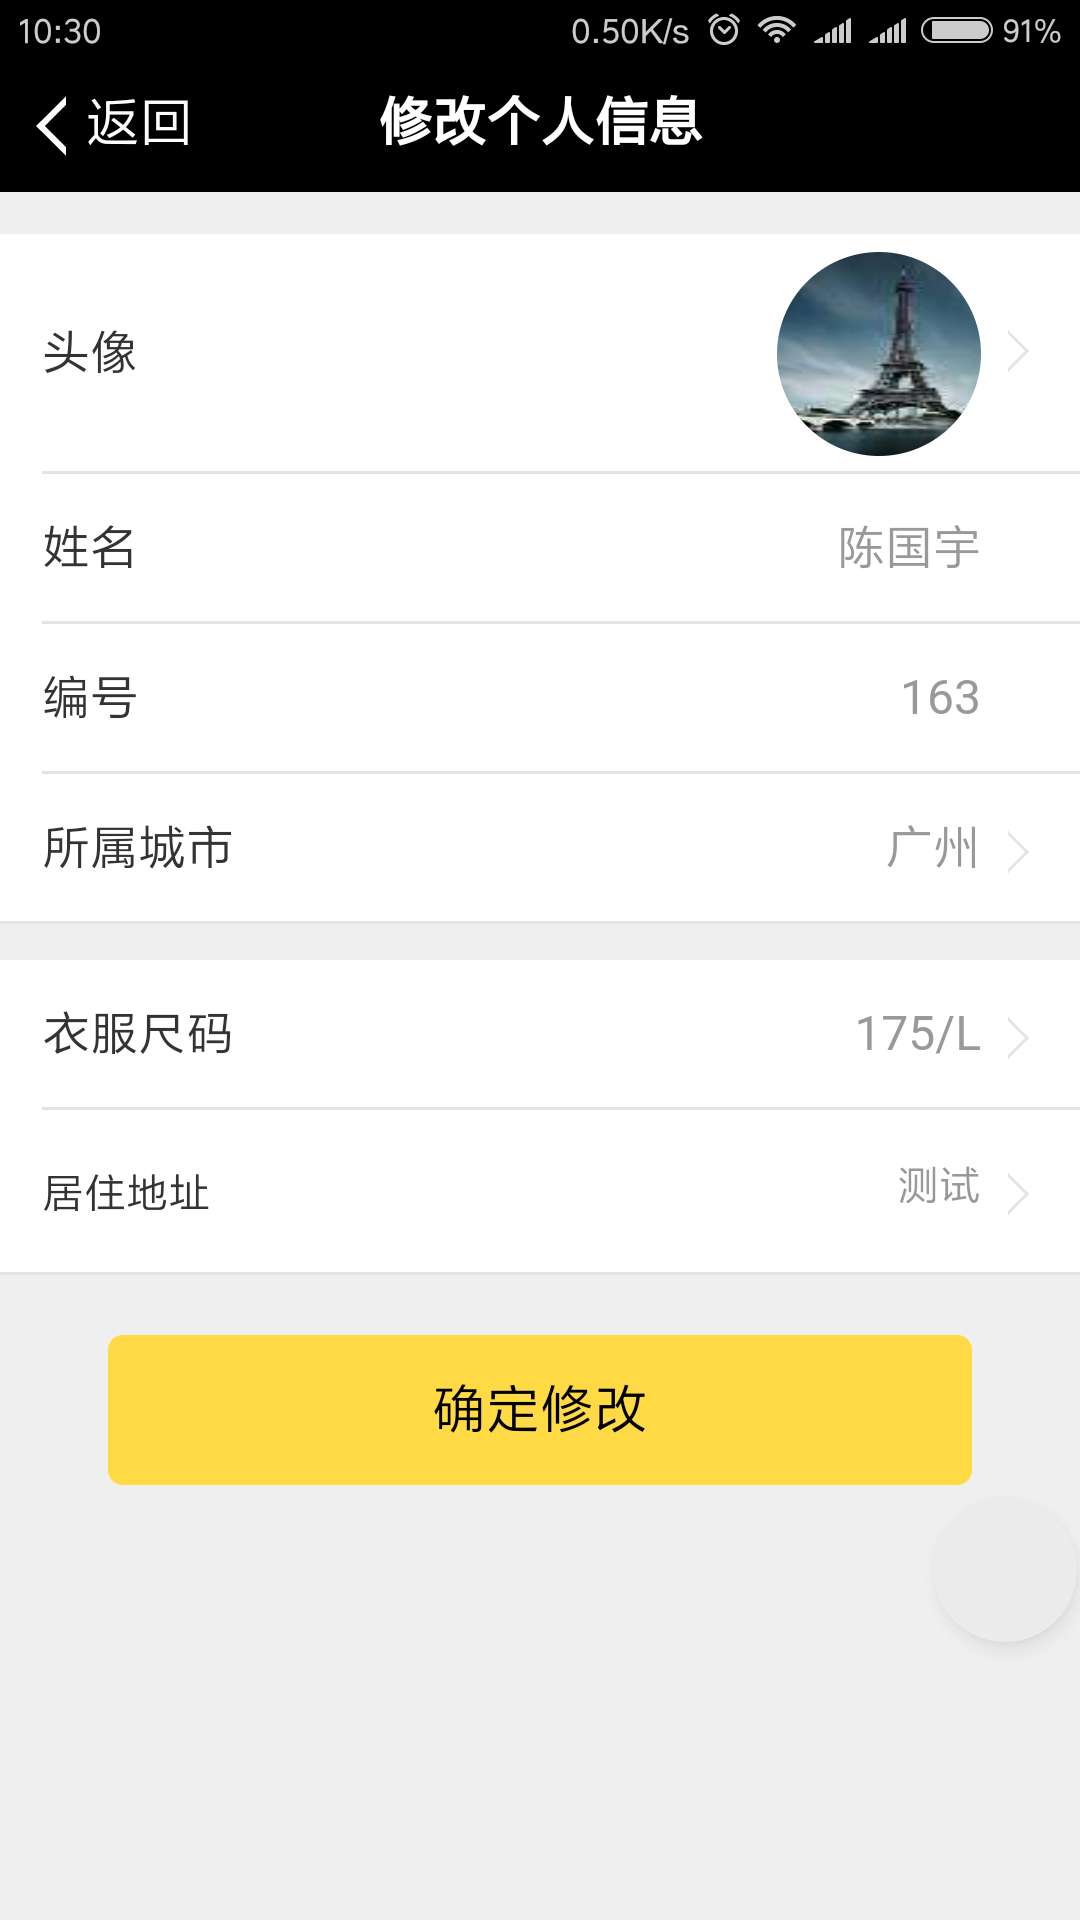 10:30 0.50K/s 91%
返回 修改个人信息
头像
姓名 陈国宇
编号 163
所属城市 广州
衣服尺码 175/L
居住地址 测试
确定修改